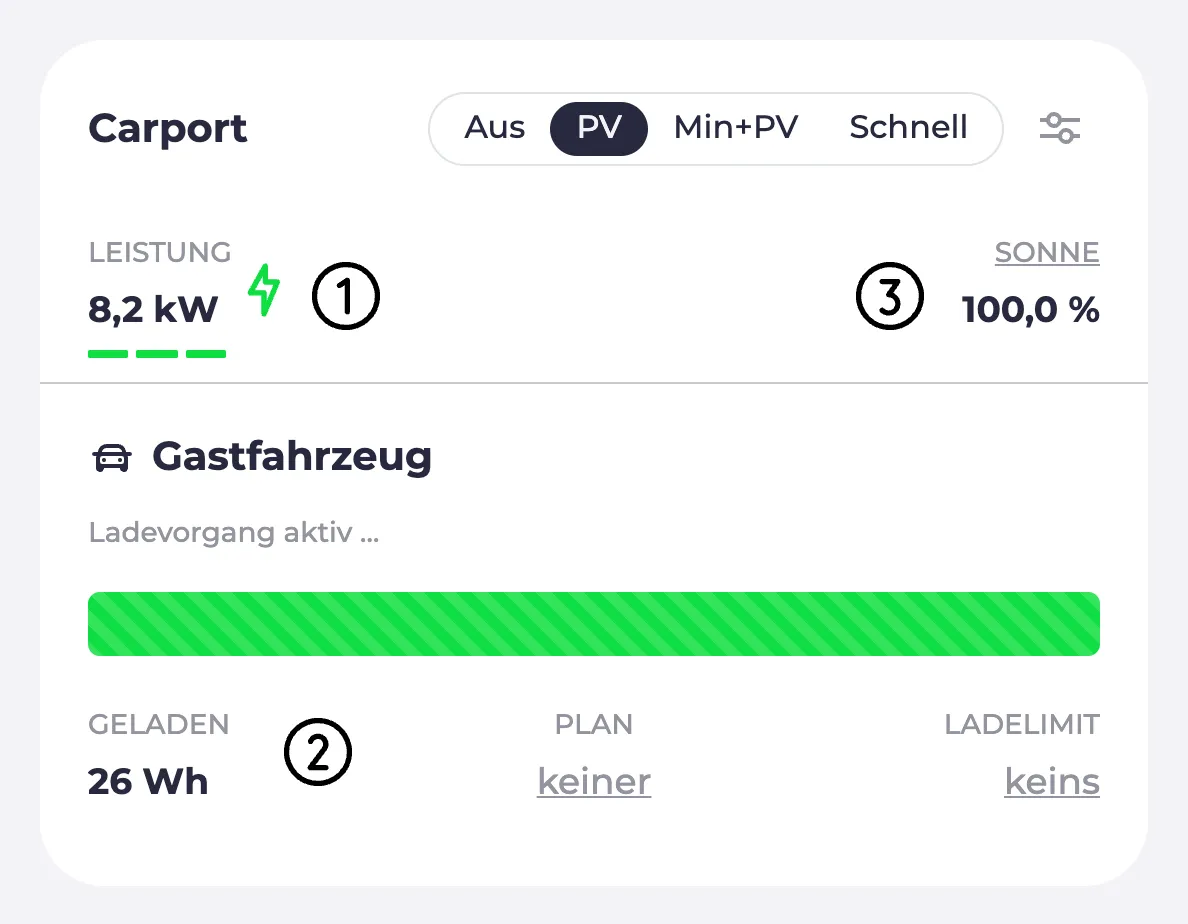 Carport
Aus PV Min+PV Schnell
LEISTUNG
8,2 kW
1
3
SONNE
100,0 %
Gastfahrzeug
Ladevorgang aktiv ...
GELADEN
26 Wh
2
PLAN
keiner
LADELIMIT
keins